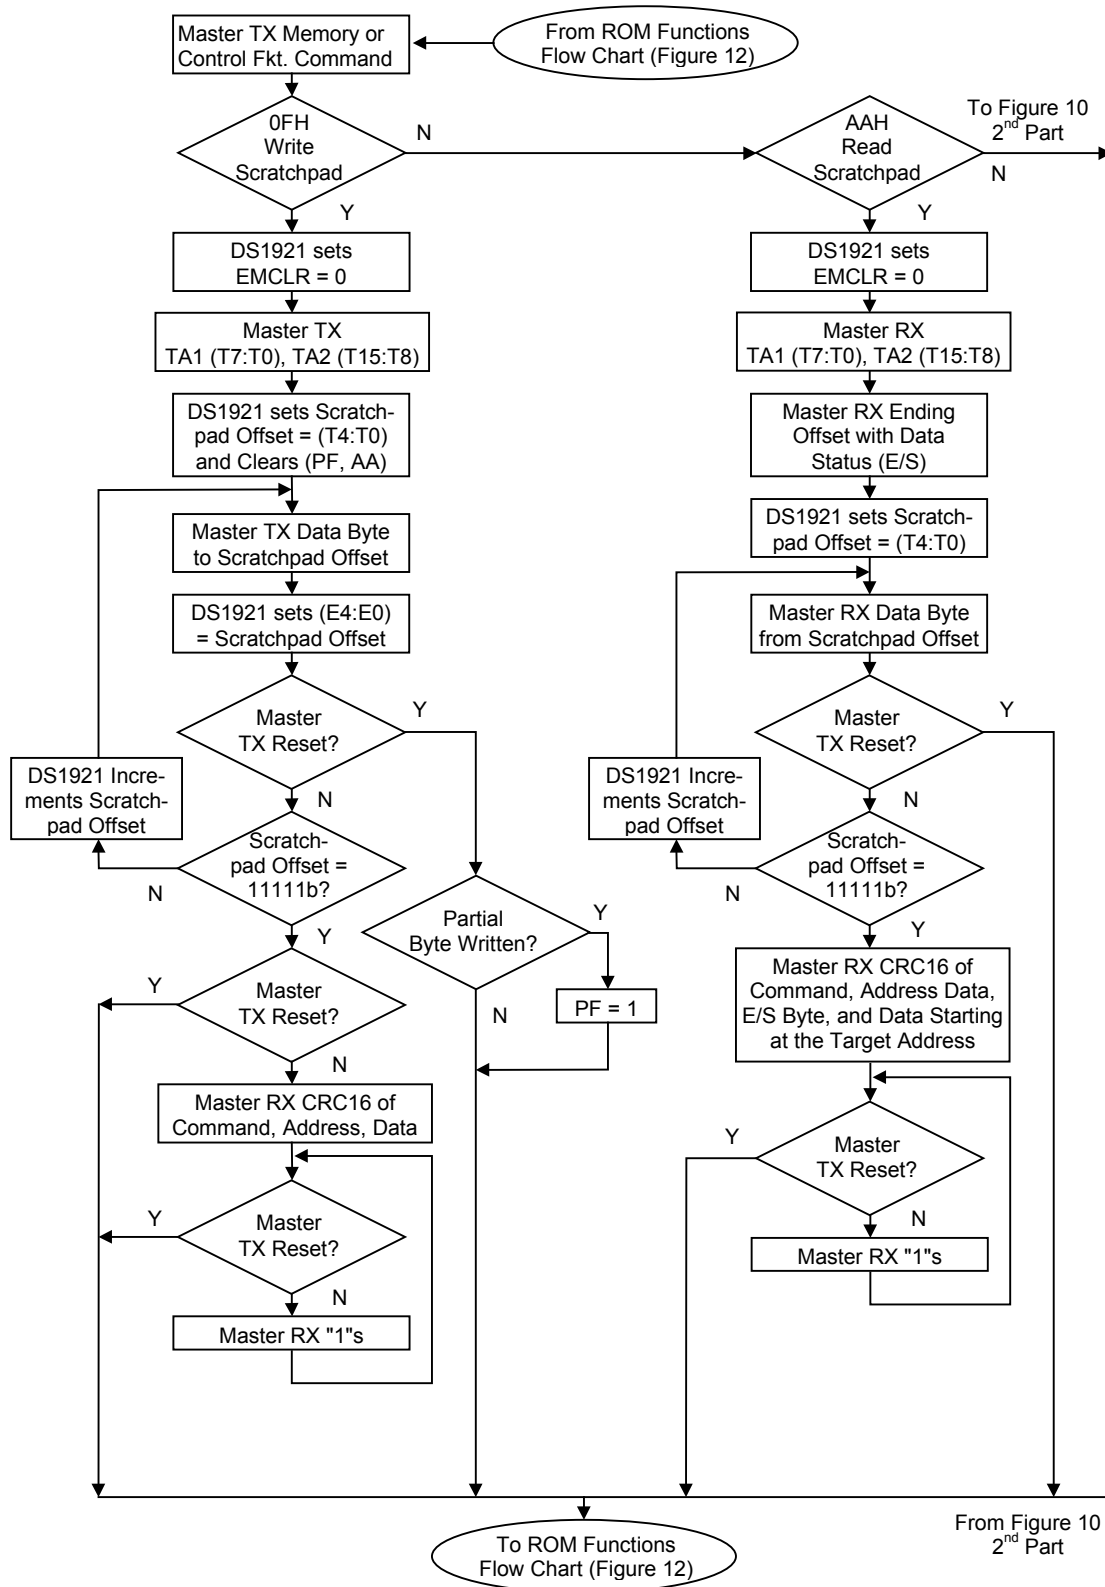 Master TX Memory or
Control Fkt. Command
From ROM Functions
Flow Chart (Figure 12)
0FH
Write
Scratchpad
N
Y
AAH
Read
Scratchpad
N
Y
To Figure 10
2nd Part
DS1921 sets
EMCLR = 0
Master TX
TA1 (T7:T0), TA2 (T15:T8)
DS1921 sets Scratch-
pad Offset = (T4:T0)
and Clears (PF, AA)
Master TX Data Byte
to Scratchpad Offset
DS1921 sets (E4:E0)
= Scratchpad Offset
Master
TX Reset?
Y
N
DS1921 Incre-
ments Scratch-
pad Offset
Scratch-
pad Offset =
11111b?
N
Y
Partial
Byte Written?
Y
N
PF = 1
Master
TX Reset?
Y
N
Master RX CRC16 of
Command, Address, Data
Master
TX Reset?
Y
N
Master RX "1"s
DS1921 sets
EMCLR = 0
Master RX
TA1 (T7:T0), TA2 (T15:T8)
Master RX Ending
Offset with Data
Status (E/S)
DS1921 sets Scratch-
pad Offset = (T4:T0)
Master RX Data Byte
from Scratchpad Offset
Master
TX Reset?
Y
N
DS1921 Incre-
ments Scratch-
pad Offset
Scratch-
pad Offset =
11111b?
N
Y
Master RX CRC16 of
Command, Address Data,
E/S Byte, and Data Starting
at the Target Address
Master
TX Reset?
Y
N
Master RX "1"s
To ROM Functions
Flow Chart (Figure 12)
From Figure 10
2nd Part